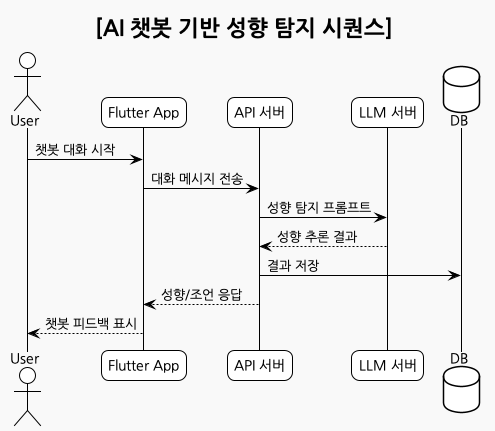 [AI 챗봇 기반 성향 탐지 시퀀스]
User
Flutter App
API 서버
LLM 서버
DB
챗봇 대화 시작
대화 메시지 전송
성향 탐지 프롬프트
성향 추론 결과
결과 저장
성향/조언 응답
챗봇 피드백 표시
User
Flutter App
API 서버
LLM 서버
DB